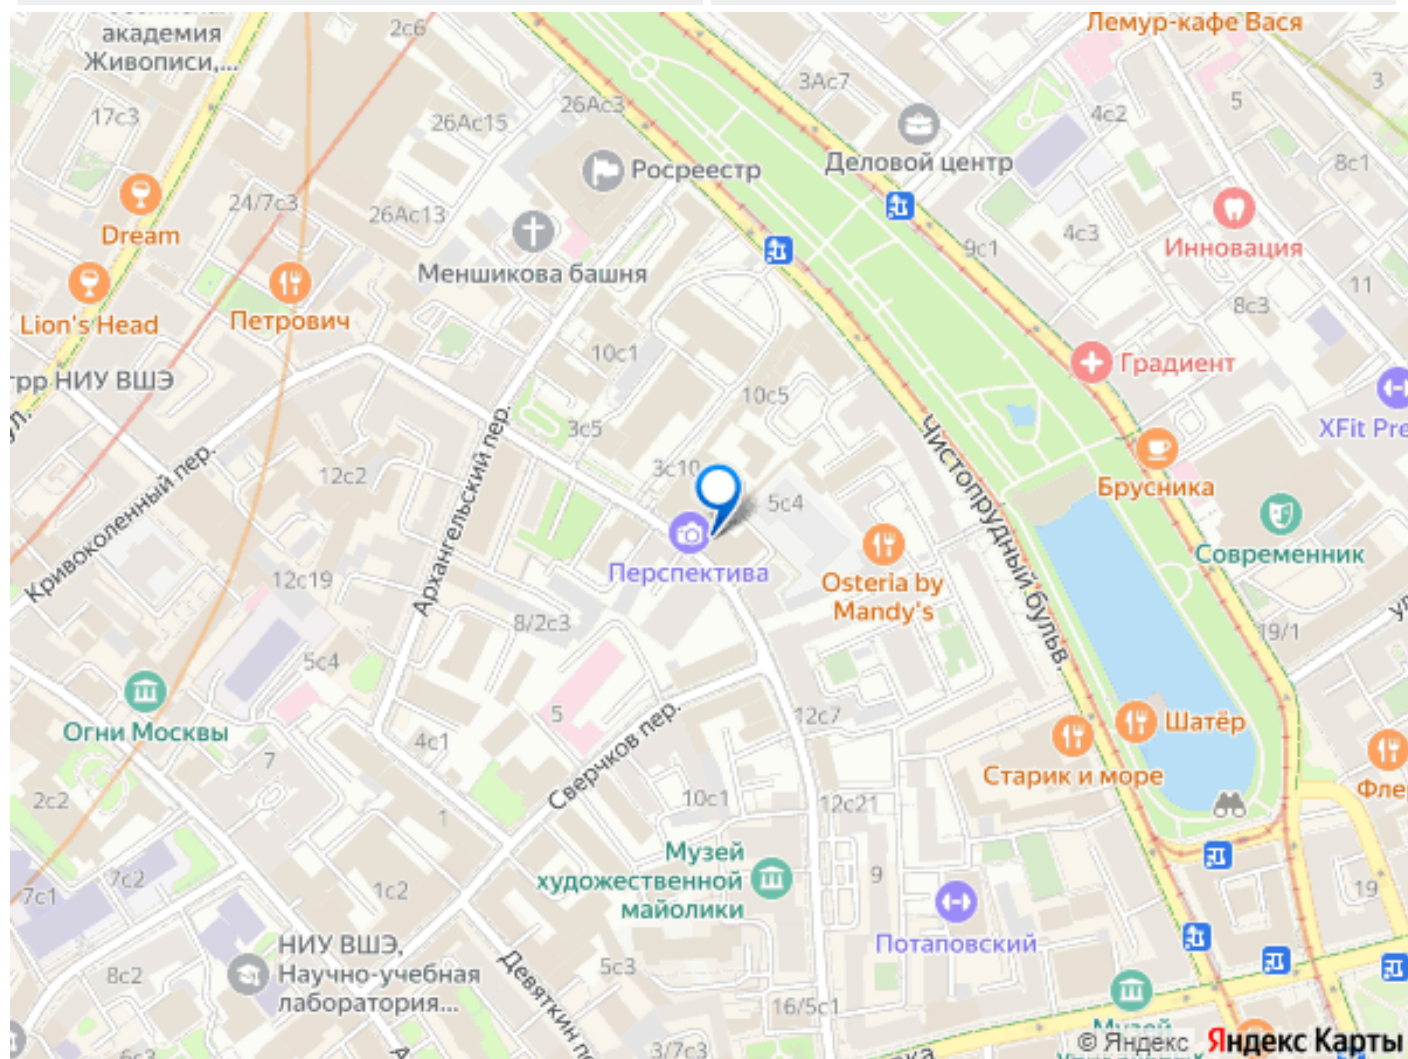 2с6
Лемур-кафе Вася
академия
Живописи,...
3Ас7
3
17с3
26Ас3
5
26Ас15
4с2
Росреестр
Деловой центр
8с1
24/7с3
26Ас13
Dream
4с3
Инновация
9с1
Меншикова башня
11
Lion's Head
Петрович
8с3
10с1
Градиент
НИУ ВШЭ
10с5
ул.
XFit Pre
3с5
Архангельский пер.
Чистопрудный бульв.
3с10
12с2
Брусника
Кривоколенный пер.
5с4
Современник
Перспектива
12с19
Osteria by
Mandy's
8/2с3
19/1
5с4
Огни Москвы
5
12с7
Шатёр
4с1
7
Сверчков пер.
Старик и море
Фле
2с2
10с1
12с21
1
Музей
художественной
майолики
9
7с2
7с1
1с2
19
НИУ ВШЭ,
Научно-учебная
лаборатория...
Потаповский
8с2
5с3
Девяткин п
16/5с1
Музей
© Яндекс Яндекс Карты
3/7с3
6с3